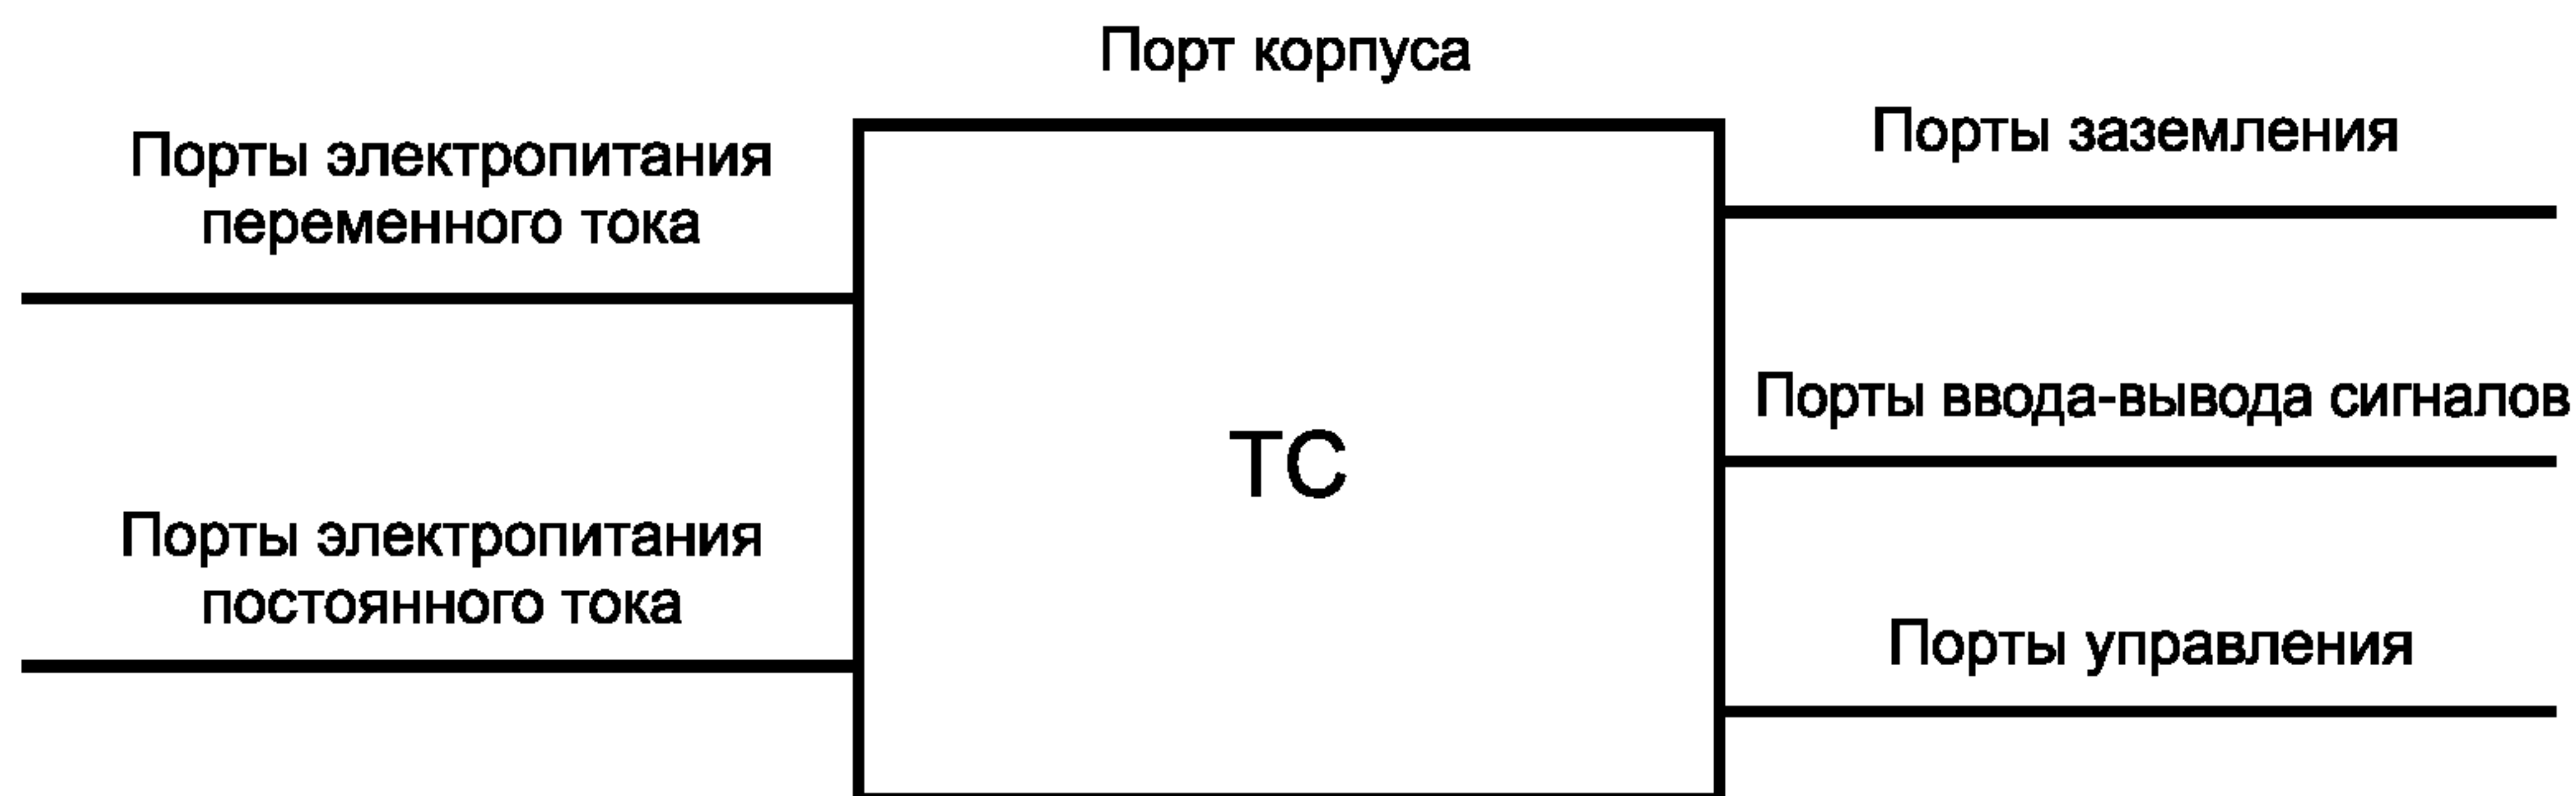 Порт корпуса
Порты электропитания
переменного тока
Порты заземления
Порты ввода-вывода сигналов
ТС
Порты электропитания
постоянного тока
Порты управления